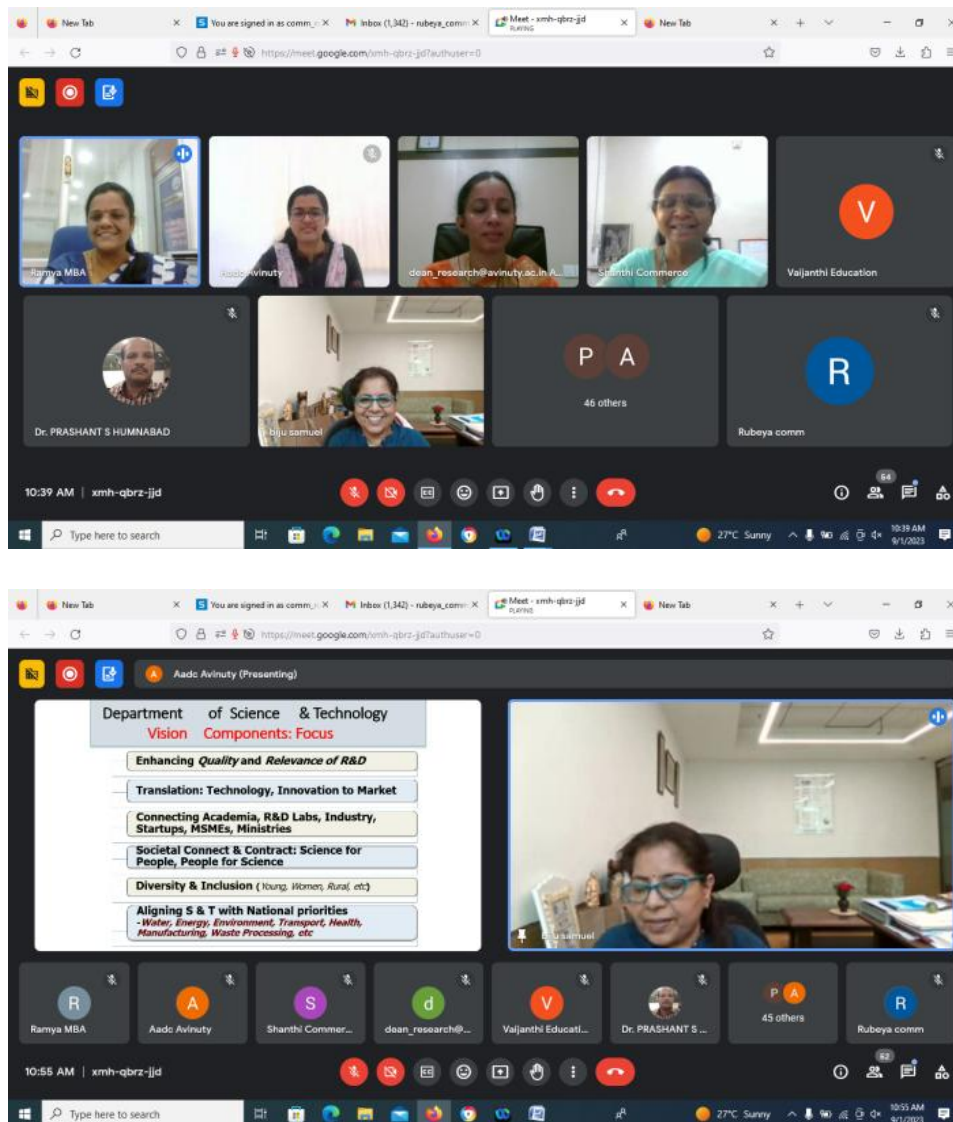 New Tab
You are signed in as comm_
Inbox (1,342) - rubeya_comm
Meet - xmh-qbrz-jjd
PLAYING
New Tab
https://meet.google.com/xmh-qbrz-jjd?authuser=0
Ramya MBA
Aadc Avinuty
dean_research@avinuty.ac.in A...
Shanthi Commerce
V
Vaijanthi Education
Dr. PRASHANT S HUMNABAD
biju samuel
P A
46 others
R
Rubeya comm
10:39 AM | xmh-qbrz-jjd
CC
64
Type here to search
27°C Sunny
10:39 AM
9/1/2023
New Tab
You are signed in as comm_
Inbox (1,342) - rubeya_comm
Meet - xmh-qbrz-jjd
PLAYING
New Tab
https://meet.google.com/xmh-qbrz-jjd?authuser=0
A
Aadc Avinuty (Presenting)
Department of Science & Technology
Vision Components: Focus
Enhancing Quality and Relevance of R&D
Translation: Technology, Innovation to Market
Connecting Academia, R&D Labs, Industry,
Startups, MSMEs, Ministries
Societal Connect & Contract: Science for
People, People for Science
Diversity & Inclusion (Young, Women, Rural, etc)
Aligning S & T with National priorities
- Water, Energy, Environment, Transport, Health,
Manufacturing, Waste Processing, etc
biju samuel
R
Ramya MBA
A
Aadc Avinuty
S
Shanthi Commer...
d
dean_research@...
V
Vaijanthi Educati...
Dr. PRASHANT S ...
P A
45 others
R
Rubeya comm
10:55 AM | xmh-qbrz-jjd
CC
62
Type here to search
27°C Sunny
10:55 AM
9/1/2023